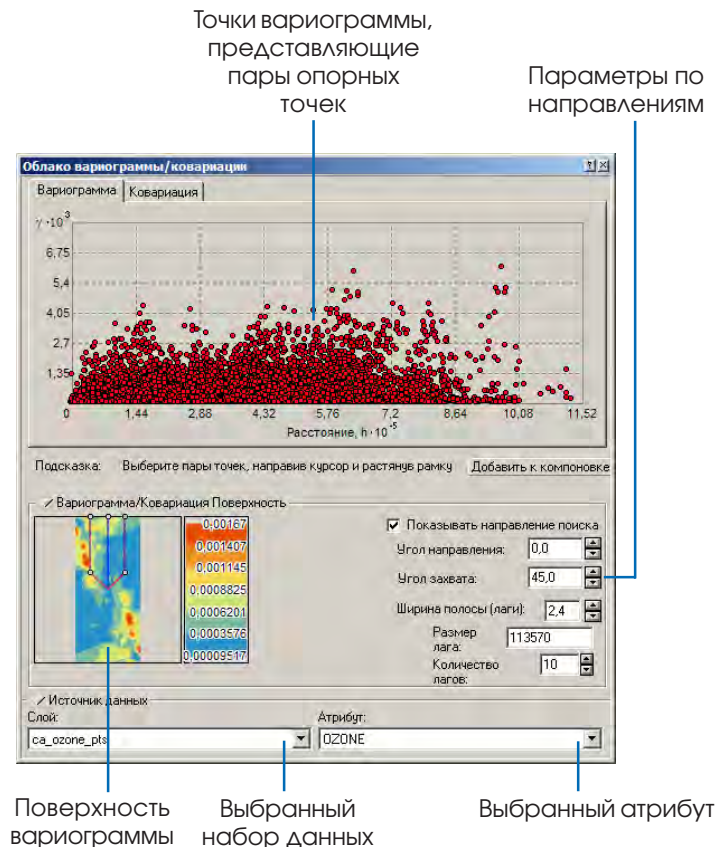 Точки вариограммы,
представляющие
пары опорных
точек
Параметры по
направлениям
Облако вариограммы/ковариации
Вариограмма
Ковариация
γ·10³
6,75
5,4
4,05
2,7
1,35
0
1,44
2,88
4,32
5,76
7,2
8,64
10,08
11,52
Расстояние, h·10⁻⁵
Подсказка: Выберите пары точек, направив курсор и растянув рамку
Добавить к компоновке
Вариограмма/Ковариация Поверхность
0,00167
0,001407
0,001145
0,0008825
0,0006201
0,0003576
0,00009517
Показывать направление поиска
Угол направления: 0,0
Угол захвата: 45,0
Ширина полосы (лаги): 2,4
Размер
лага: 113570
Количество
лагов: 10
Источник данных
Слой:
Атрибут:
ca_ozone_pts
OZONE
Поверхность
вариограммы
Выбранный
набор данных
Выбранный атрибут